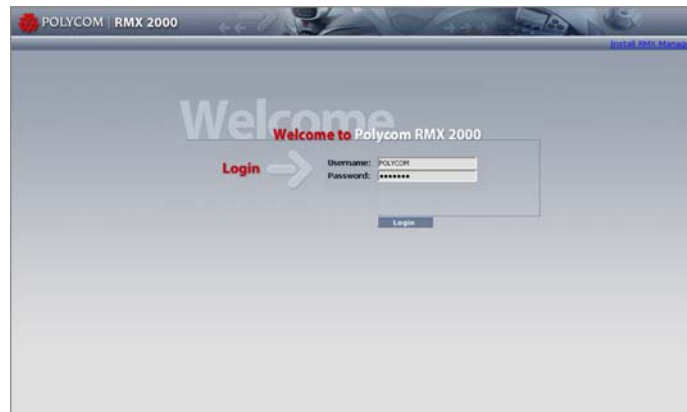 POLYCOM | RMX 2000
Install RMX Manag
Welcome
Welcome to Polycom RMX 2000
Login
Username: POLYCOM
Password: •••••••
Login